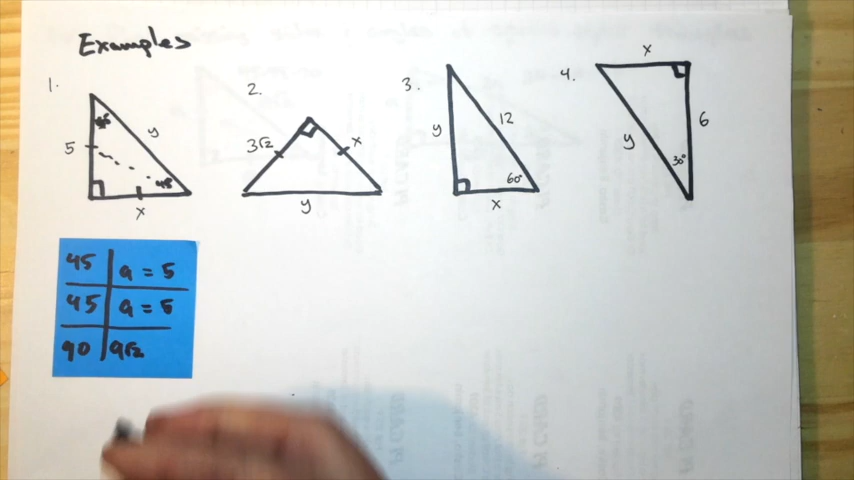 Examples
1.
45°
5
y
45
x
2.
3√2
x
y
3.
y
12
60°
x
4.
x
6
y
30°
45 a = 5
45 a = 5
90 a√2